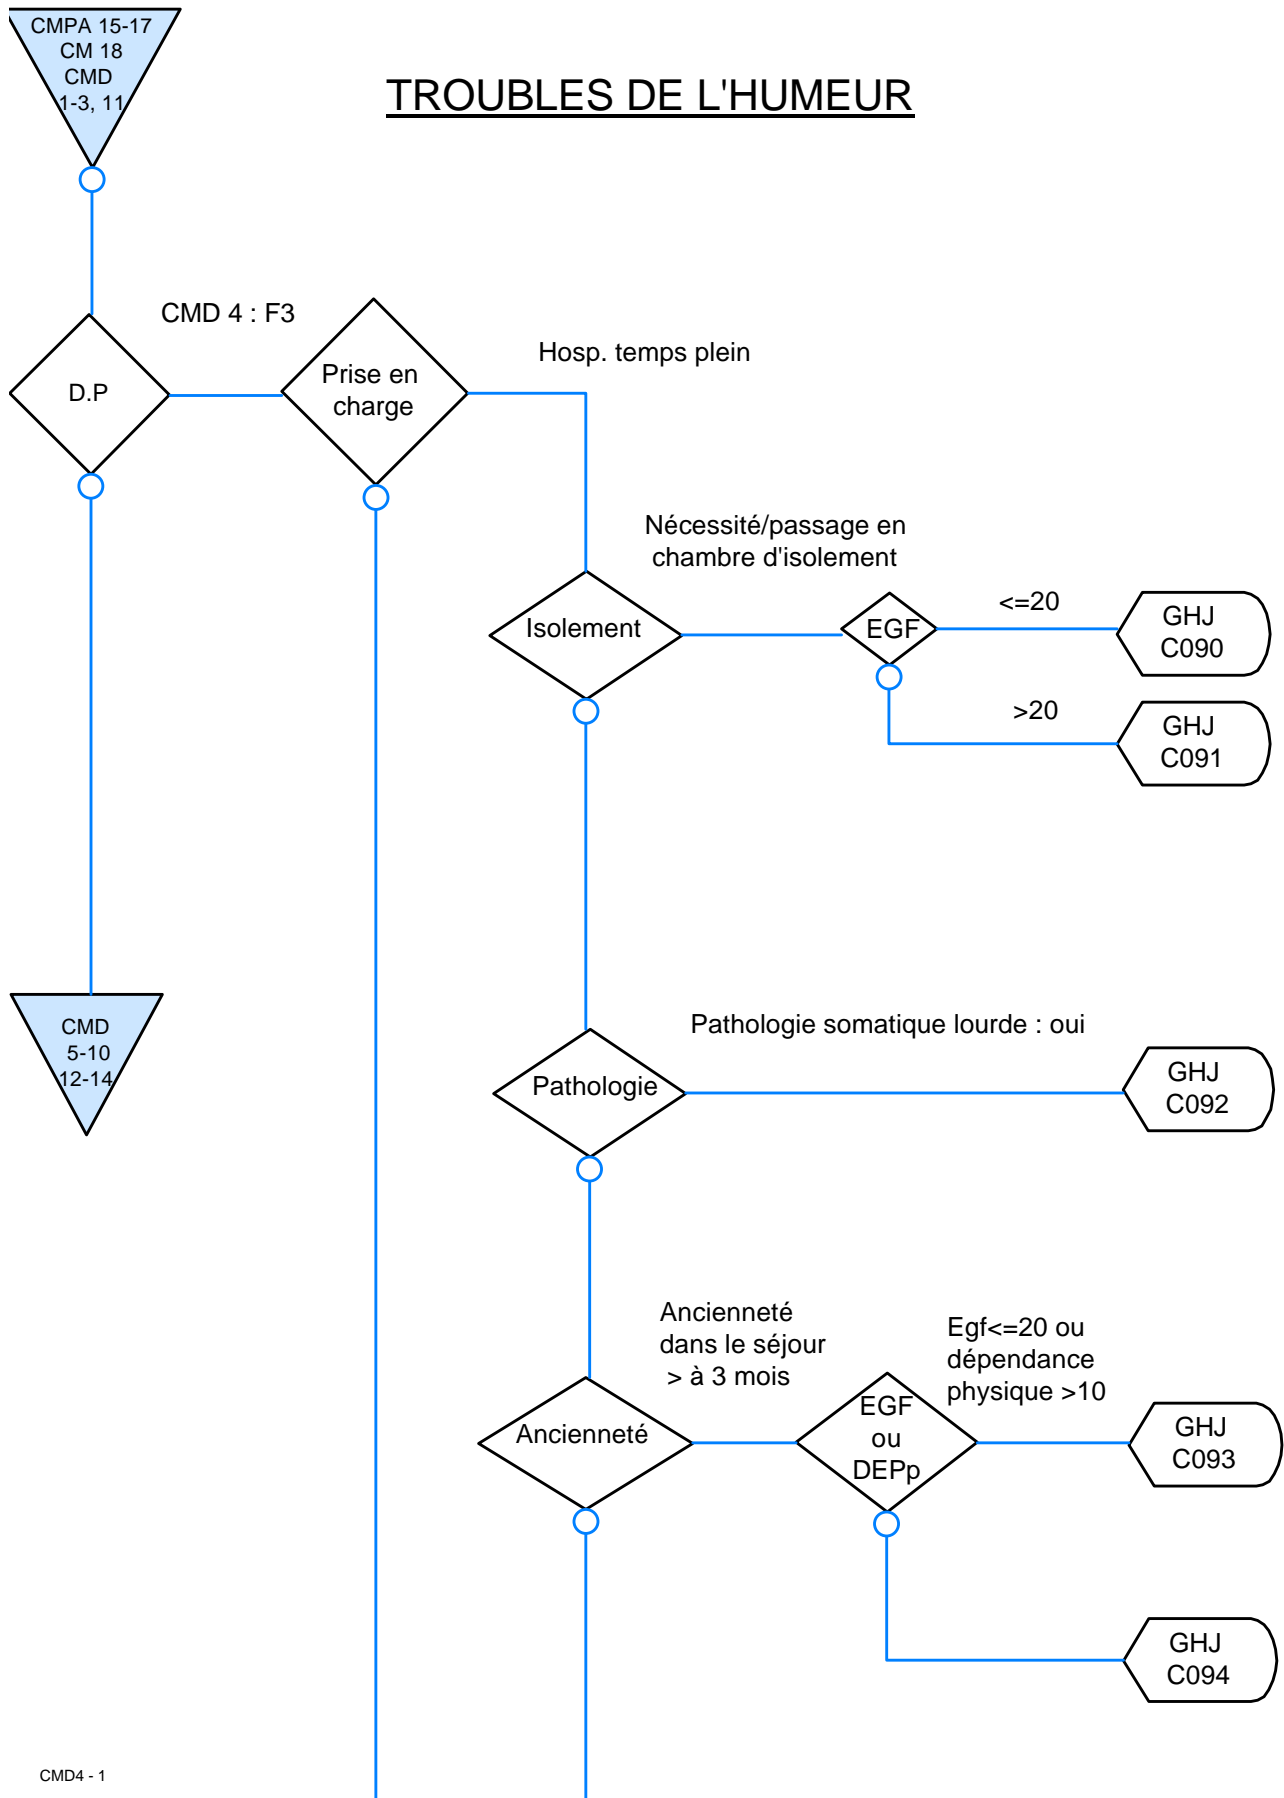 CMPA 15-17
CM 18
CMD
1-3, 11
TROUBLES DE L'HUMEUR
CMD 4 : F3
D.P
Prise en
charge
Hosp. temps plein
Nécessité/passage en
chambre d'isolement
Isolement
EGF
<=20
GHJ
C090
>20
GHJ
C091
CMD
5-10
12-14
Pathologie somatique lourde : oui
Pathologie
GHJ
C092
Ancienneté
dans le séjour
> à 3 mois
Egf<=20 ou
dépendance
physique >10
Ancienneté
EGF
ou
DEPp
GHJ
C093
GHJ
C094
CMD4 - 1